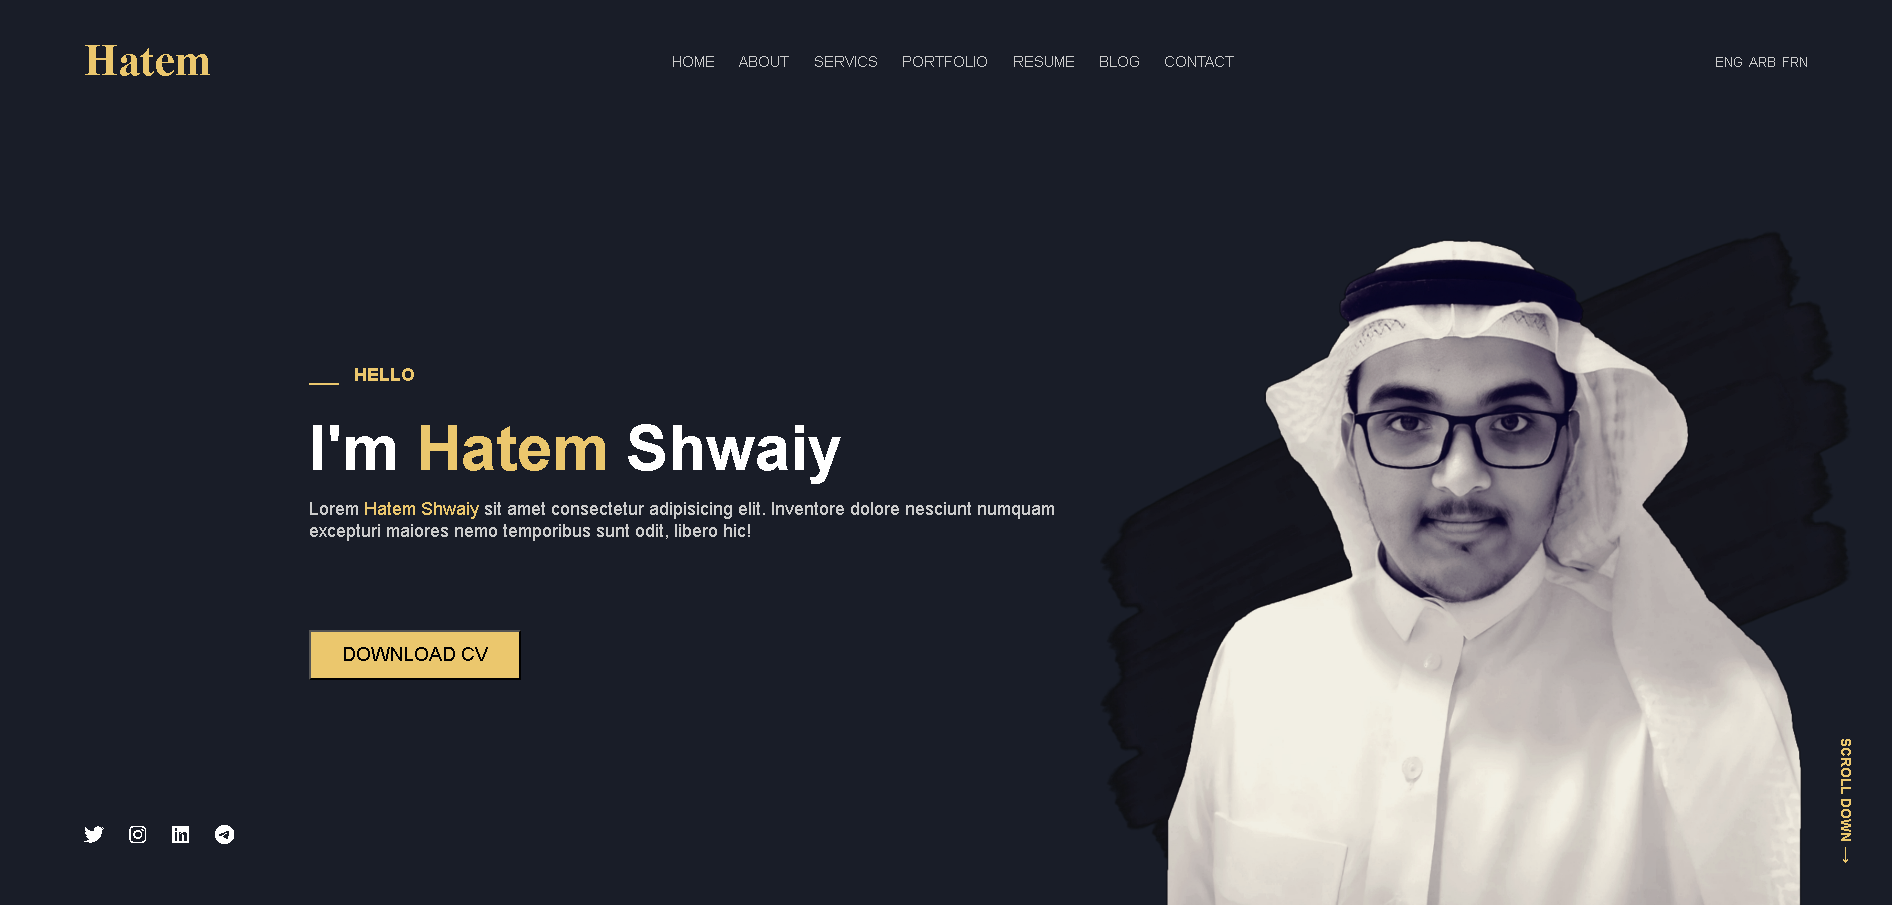 Hatem
HOME ABOUT SERVICS PORTFOLIO RESUME BLOG CONTACT
ENG ARB FRN
HELLO
I'm Hatem Shwaiy
Lorem Hatem Shwaiy sit amet consectetur adipisicing elit. Inventore dolore nesciunt numquam
excepturi maiores nemo temporibus sunt odit, libero hic!
DOWNLOAD CV
SCROLL DOWN →